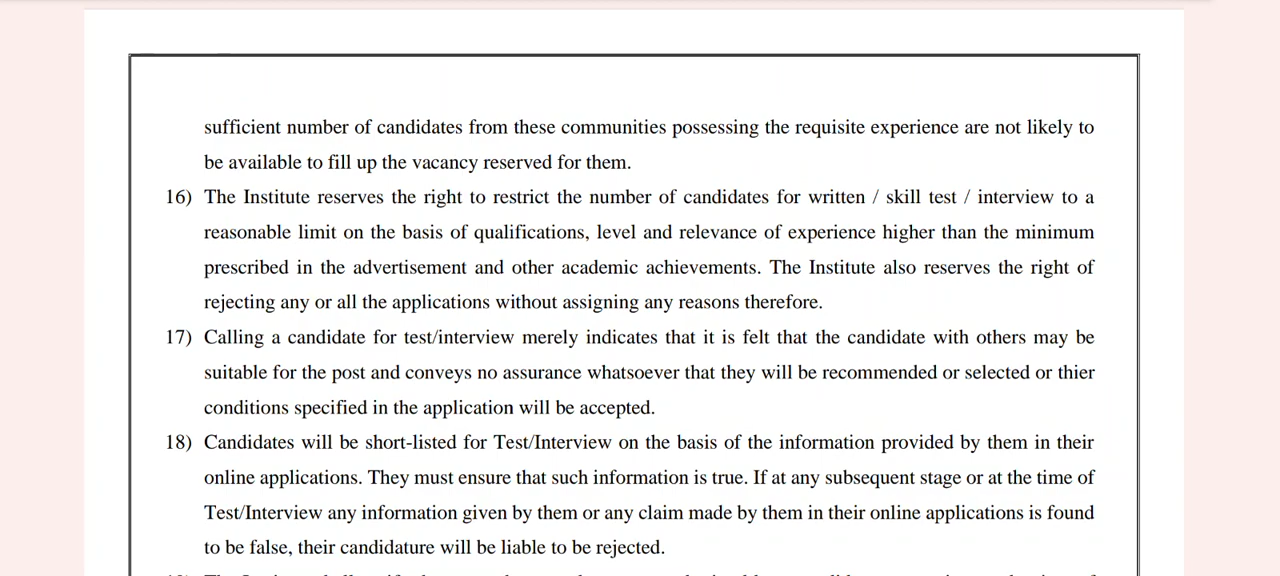 sufficient number of candidates from these communities possessing the requisite experience are not likely to
be available to fill up the vacancy reserved for them.
16) The Institute reserves the right to restrict the number of candidates for written / skill test / interview to a
reasonable limit on the basis of qualifications, level and relevance of experience higher than the minimum
prescribed in the advertisement and other academic achievements. The Institute also reserves the right of
rejecting any or all the applications without assigning any reasons therefore.
17) Calling a candidate for test/interview merely indicates that it is felt that the candidate with others may be
suitable for the post and conveys no assurance whatsoever that they will be recommended or selected or thier
conditions specified in the application will be accepted.
18) Candidates will be short-listed for Test/Interview on the basis of the information provided by them in their
online applications. They must ensure that such information is true. If at any subsequent stage or at the time of
Test/Interview any information given by them or any claim made by them in their online applications is found
to be false, their candidature will be liable to be rejected.